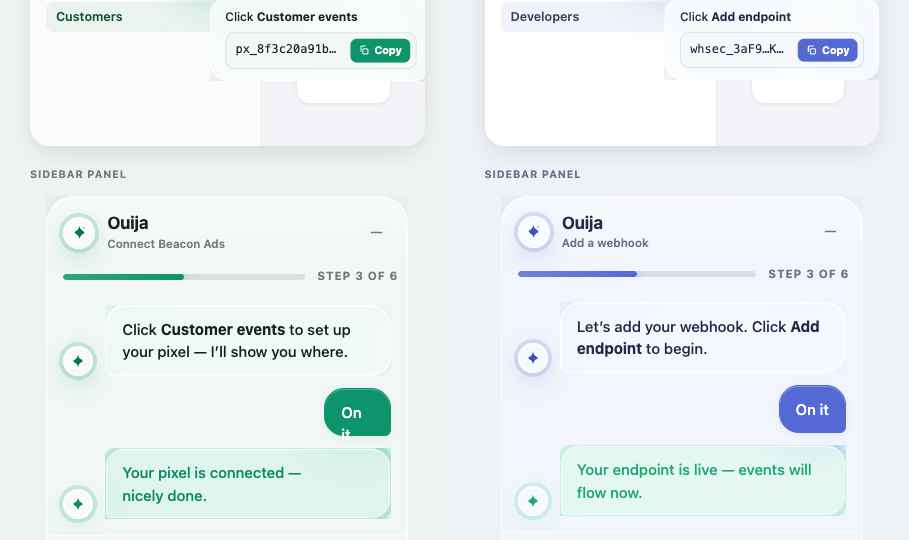 Customers
Click Customer events
px_8f3c20a91b…
Copy
Developers
Click Add endpoint
whsec_3aF9…K…
Copy
SIDEBAR PANEL
Ouija
Connect Beacon Ads
STEP 3 OF 6
Click Customer events to set up
your pixel — I’ll show you where.
On
it
Your pixel is connected —
nicely done.
SIDEBAR PANEL
Ouija
Add a webhook
STEP 3 OF 6
Let’s add your webhook. Click Add
endpoint to begin.
On it
Your endpoint is live — events will
flow now.